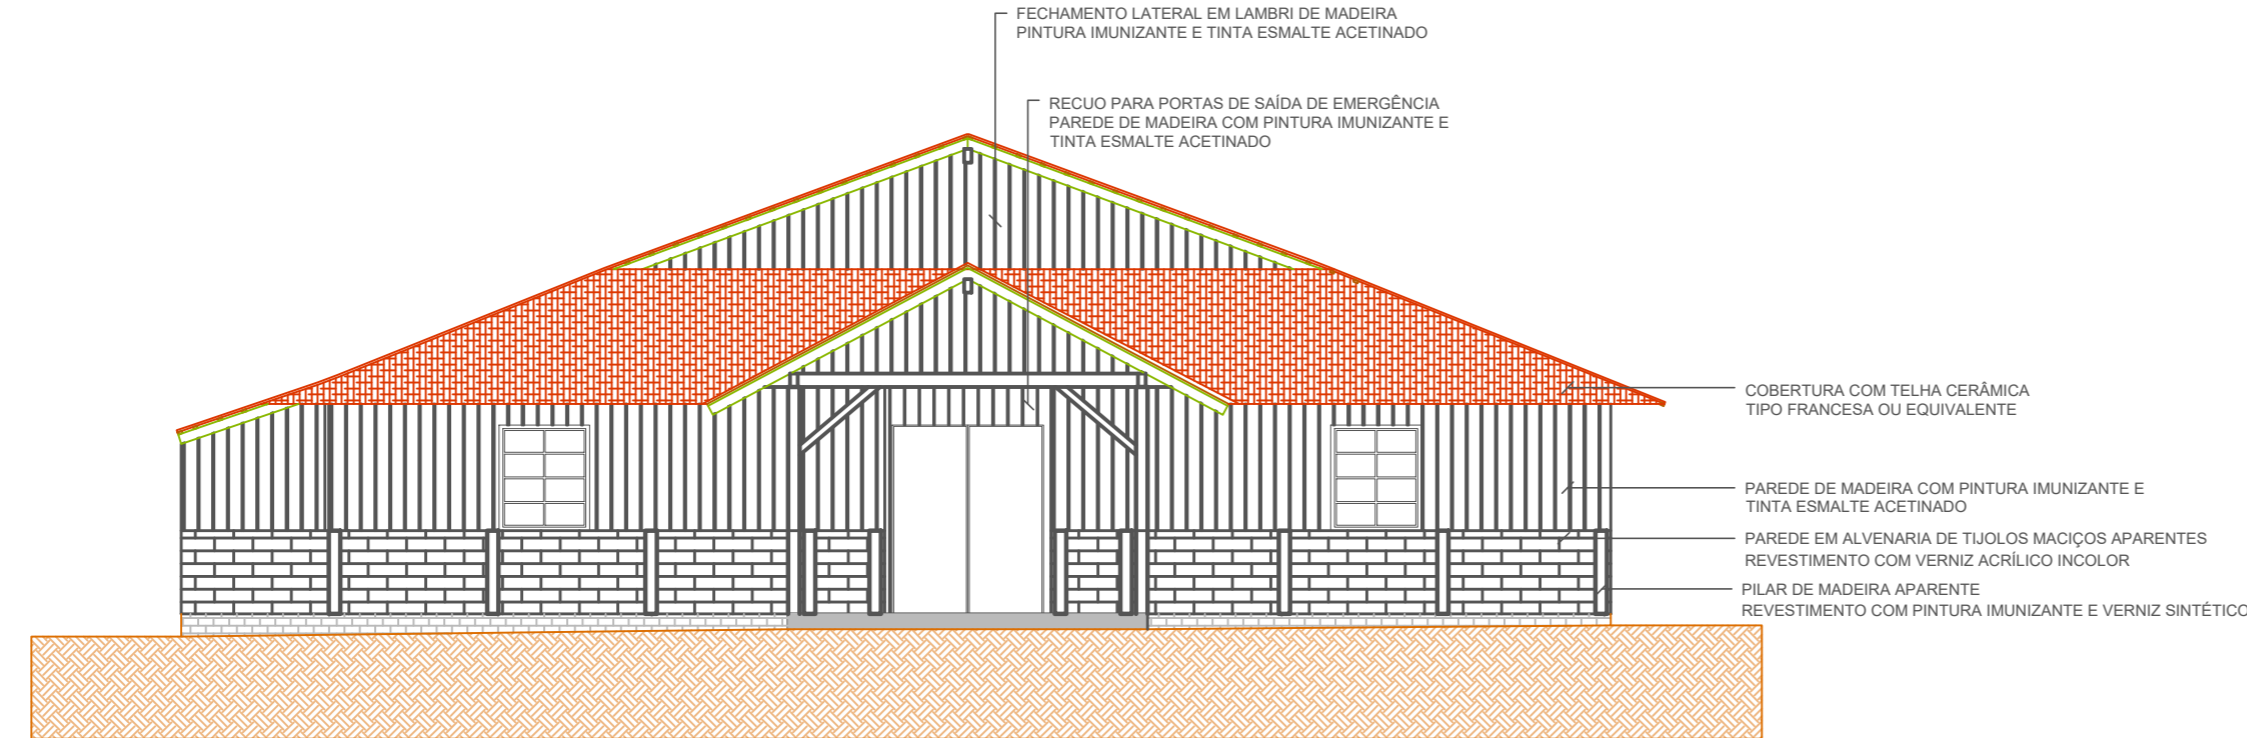 FECHAMENTO LATERAL EM LAMBRI DE MADEIRA
PINTURA IMUNIZANTE E TINTA ESMALTE ACETINADO
RECUO PARA PORTAS DE SAÍDA DE EMERGÊNCIA
PAREDE DE MADEIRA COM PINTURA IMUNIZANTE E
TINTA ESMALTE ACETINADO
COBERTURA COM TELHA CERÂMICA
TIPO FRANCESA OU EQUIVALENTE
PAREDE DE MADEIRA COM PINTURA IMUNIZANTE E
TINTA ESMALTE ACETINADO
PAREDE EM ALVENARIA DE TIJOLOS MACIÇOS APARENTES
REVESTIMENTO COM VERNIZ ACRÍLICO INCOLOR
PILAR DE MADEIRA APARENTE
REVESTIMENTO COM PINTURA IMUNIZANTE E VERNIZ SINTÉTICO